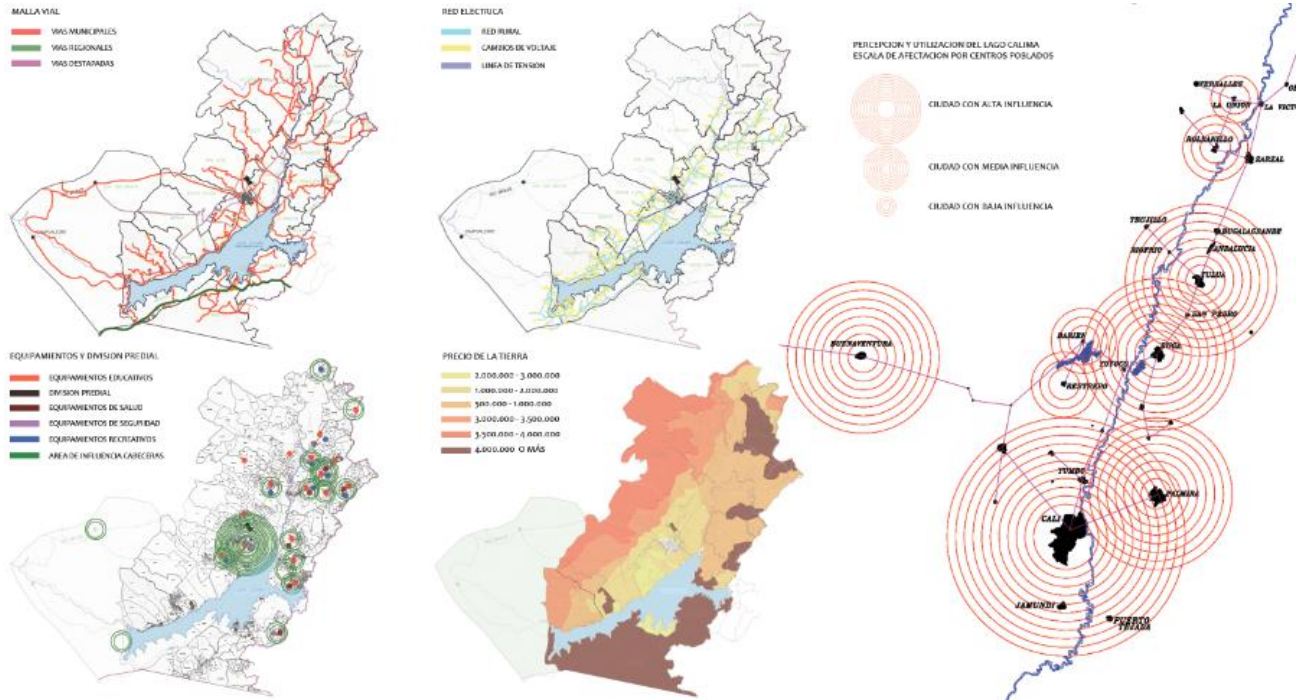 MALLA VIAL
VIAS MUNICIPALES
VIAS REGIONALES
VIAS DESTAPADAS
RED ELECTRICA
RED RURAL
CAMBIOS DE VOLTAJE
LINEA DE TENSION
PERCEPCION Y UTILIZACION DEL LAGO CALIMA
ESCALA DE AFECTACION POR CENTROS POBLADOS
CIUDAD CON ALTA INFLUENCIA
CIUDAD CON MEDIA INFLUENCIA
CIUDAD CON BAJA INFLUENCIA
EQUIPAMIENTOS Y DIVISION PREDIAL
EQUIPAMIENTOS EDUCATIVOS
DIVISION PREDIAL
EQUIPAMIENTOS DE SALUD
EQUIPAMIENTOS DE SEGURIDAD
EQUIPAMIENTOS RECREATIVOS
AREA DE INFLUENCIA CABECERAS
PRECIO DE LA TIERRA
2.000.000 - 3.000.000
1.000.000 - 2.000.000
500.000 - 1.000.000
3.000.000 - 3.500.000
3.500.000 - 4.000.000
4.000.000 O MÁS
VERSALLES
LA UNION
ROLDANILLO
ZARZAL
TRUJILLO
RIOFRIO
BUGALAGRANDE
ANDALUCIA
TULUA
SAN PEDRO
BUENAVENTURA
DARIEN
YOTOCO
BUGA
RESTREPO
YUMBO
PALMIRA
CALI
JAMUNDI
PUERTO
TEJADA